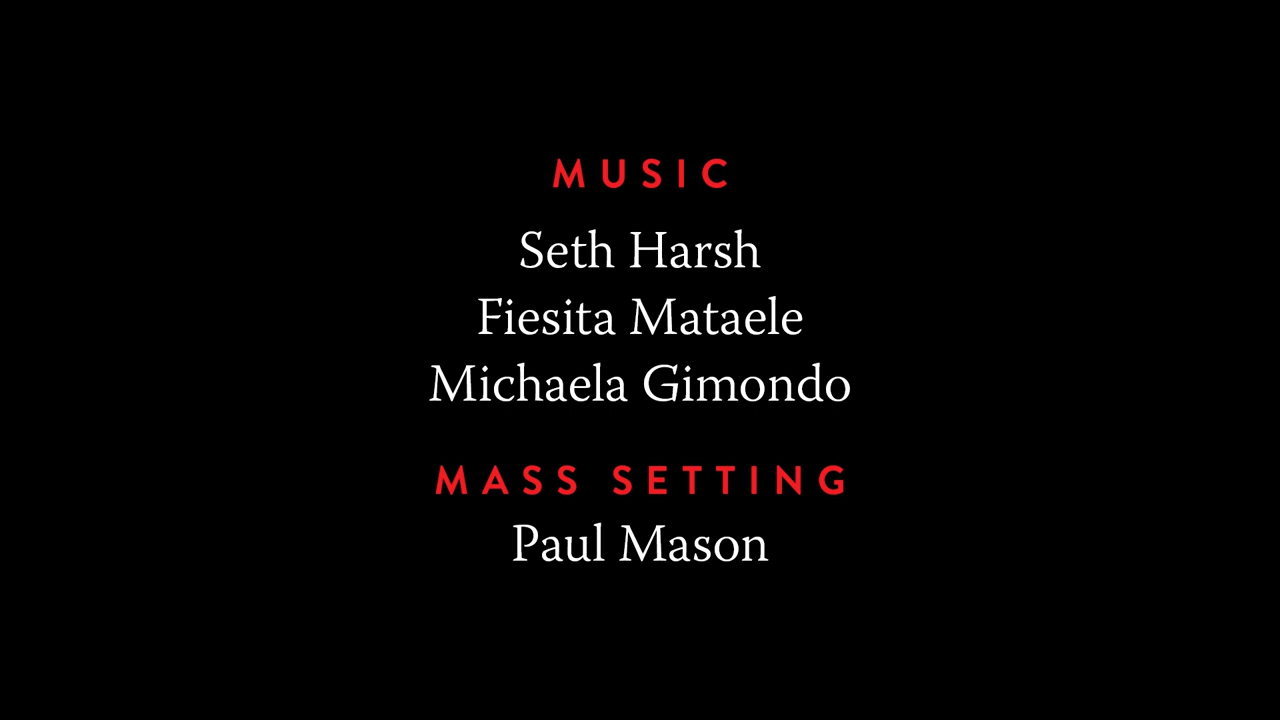 MUSIC
Seth Harsh
Fiesita Mataele
Michaela Gimondo
MASS SETTING
Paul Mason